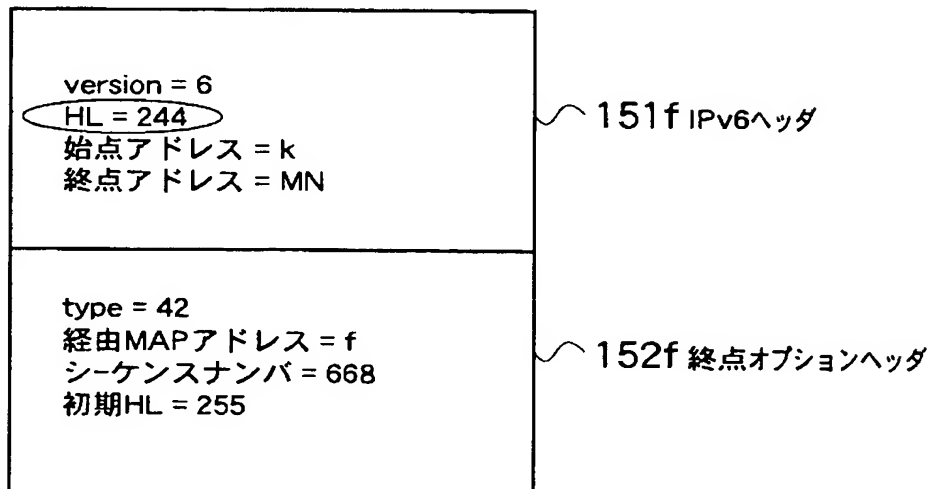 version = 6
HL = 244
始点アドレス = k
終点アドレス = MN
151f IPv6ヘッダ
type = 42
経由MAPアドレス = f
シーケンスナンバ = 668
初期HL = 255
152f 終点オプションヘッダ